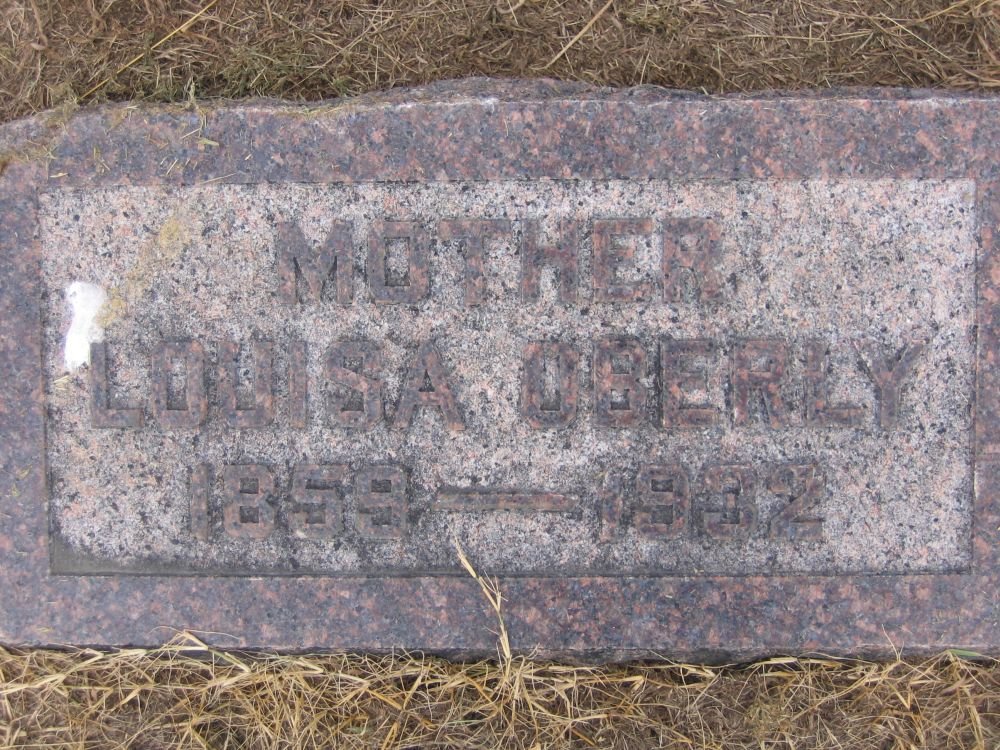 MOTHER
LOUISA OBERLY
1858 — 1932